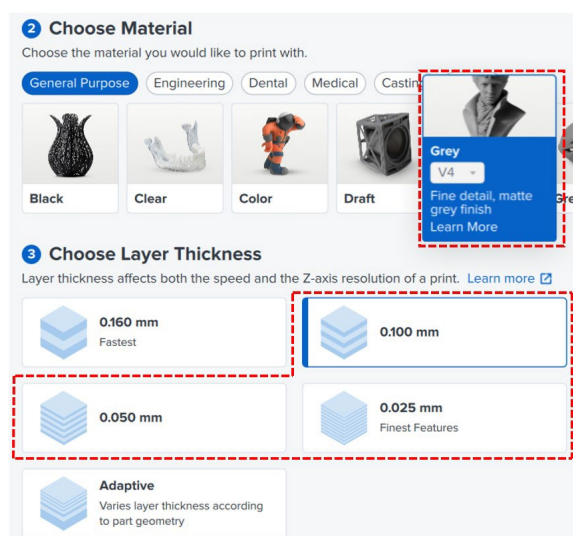 2 Choose Material
Choose the material you would like to print with.
General Purpose
Engineering
Dental
Medical
Black
Clear
Color
Draft
Grey
V4
Fine detail, matte
grey finish
Learn More
3 Choose Layer Thickness
Layer thickness affects both the speed and the Z-axis resolution of a print. Learn more
0.160 mm
Fastest
0.100 mm
0.050 mm
0.025 mm
Finest Features
Adaptive
Varies layer thickness according
to part geometry